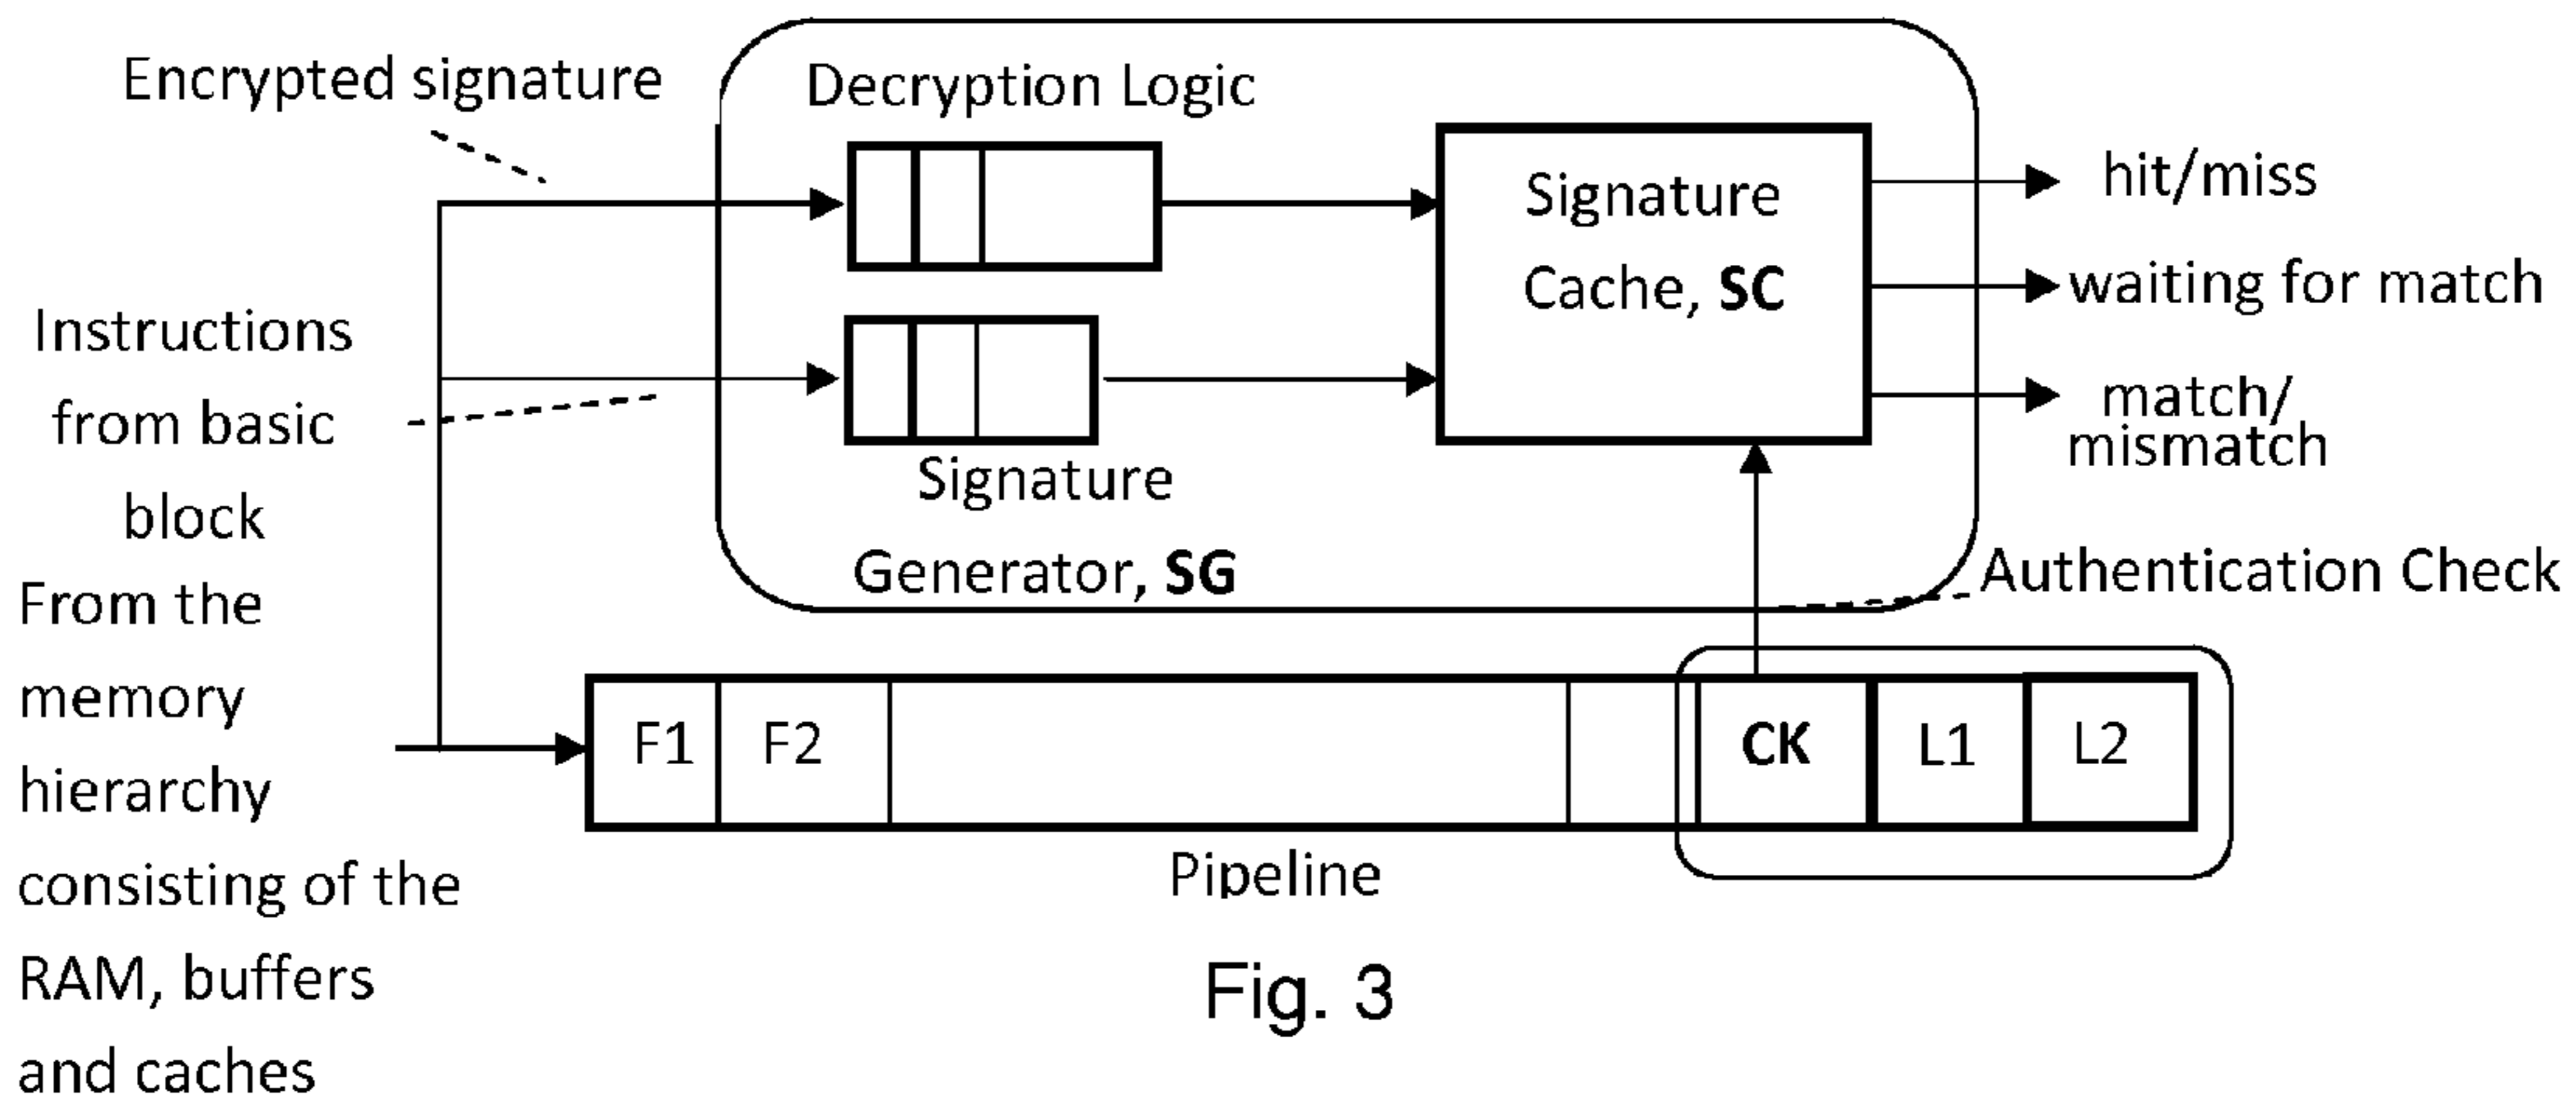 Encrypted signature
Decryption Logic
Signature
Cache, SC
hit/miss
waiting for match
match/
mismatch
Instructions
from basic
block
Signature
Generator, SG
Authentication Check
From the
memory
hierarchy
consisting of the
RAM, buffers
and caches
F1
F2
CK
L1
L2
Pipeline
Fig. 3